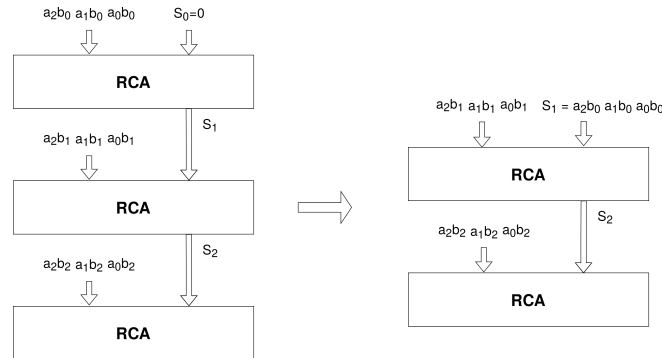 a₂b₀ a₁b₀ a₀b₀ S₀=0
RCA
S₁
a₂b₁ a₁b₁ a₀b₁
RCA
S₂
a₂b₂ a₁b₂ a₀b₂
RCA
a₂b₁ a₁b₁ a₀b₁ S₁ = a₂b₀ a₁b₀ a₀b₀
RCA
S₂
a₂b₂ a₁b₂ a₀b₂
RCA